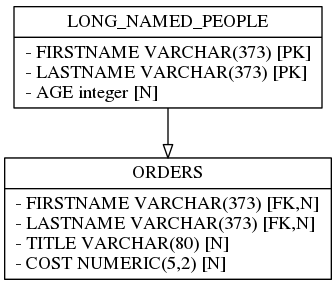 LONG_NAMED_PEOPLE
- FIRSTNAME VARCHAR(373) [PK]
- LASTNAME VARCHAR(373) [PK]
- AGE integer [N]
ORDERS
- FIRSTNAME VARCHAR(373) [FK,N]
- LASTNAME VARCHAR(373) [FK,N]
- TITLE VARCHAR(80) [N]
- COST NUMERIC(5,2) [N]